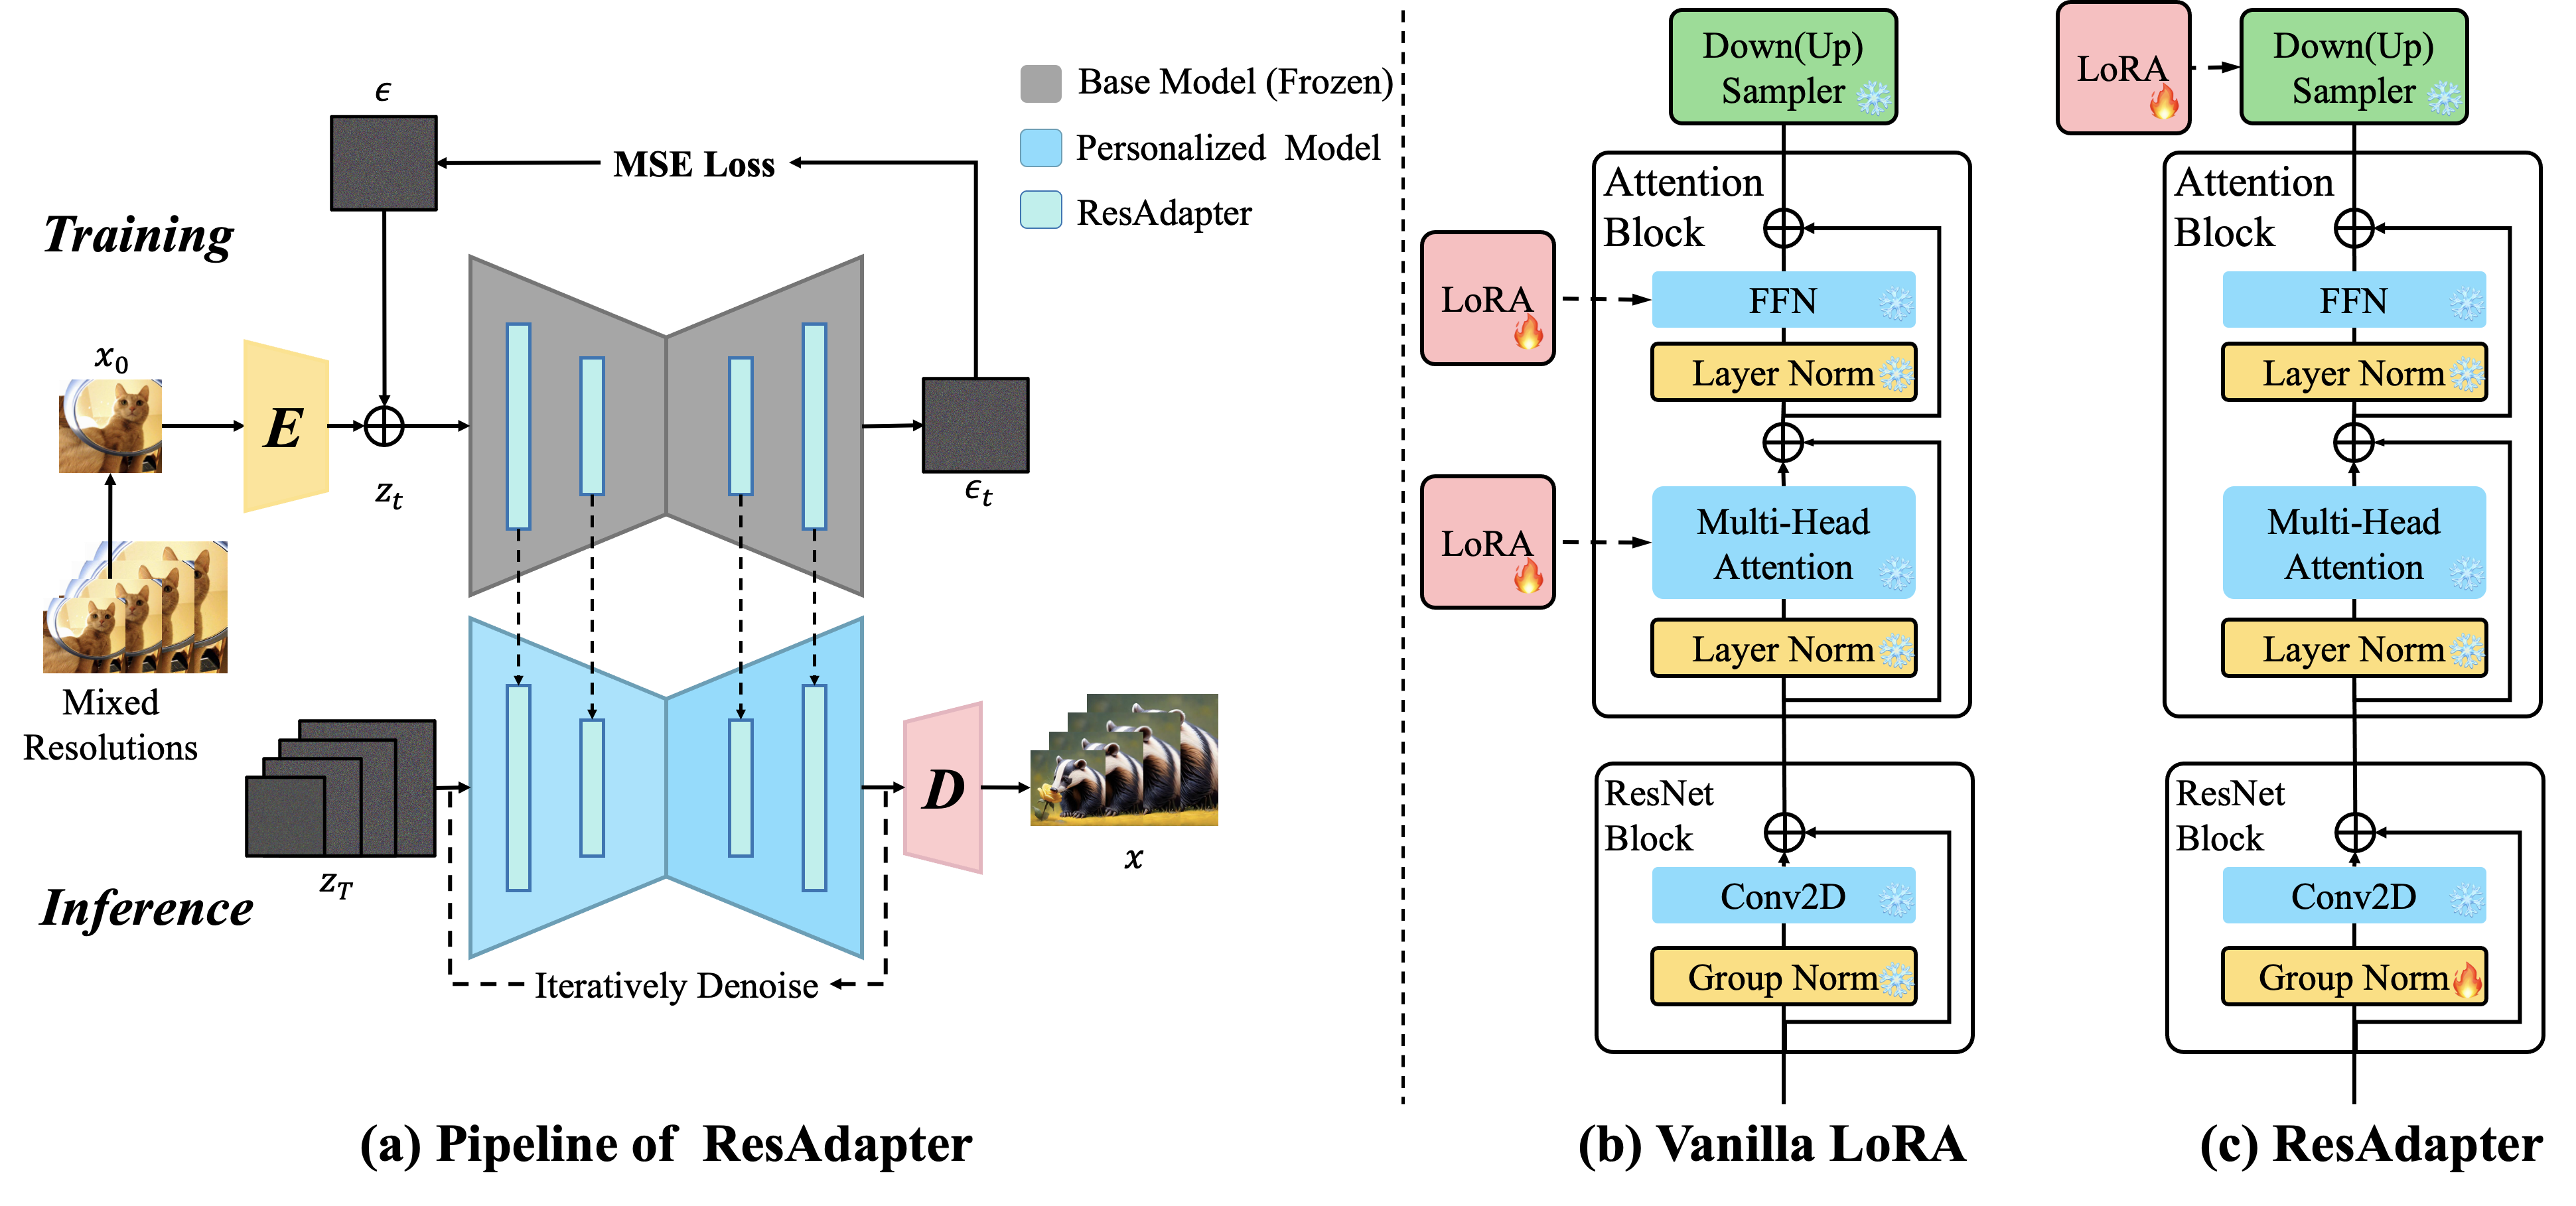 ϵ
Base Model (Frozen)
Personalized Model
ResAdapter
MSE Loss
Training
x₀
E
z_t
ϵ_t
Mixed
Resolutions
z_T
D
x
Inference
Iteratively Denoise
(a) Pipeline of ResAdapter
Down(Up)
Sampler
Attention
Block
LoRA
FFN
Layer Norm
LoRA
Multi-Head
Attention
Layer Norm
ResNet
Block
Conv2D
Group Norm
(b) Vanilla LoRA
LoRA
Down(Up)
Sampler
Attention
Block
FFN
Layer Norm
Multi-Head
Attention
Layer Norm
ResNet
Block
Conv2D
Group Norm
(c) ResAdapter